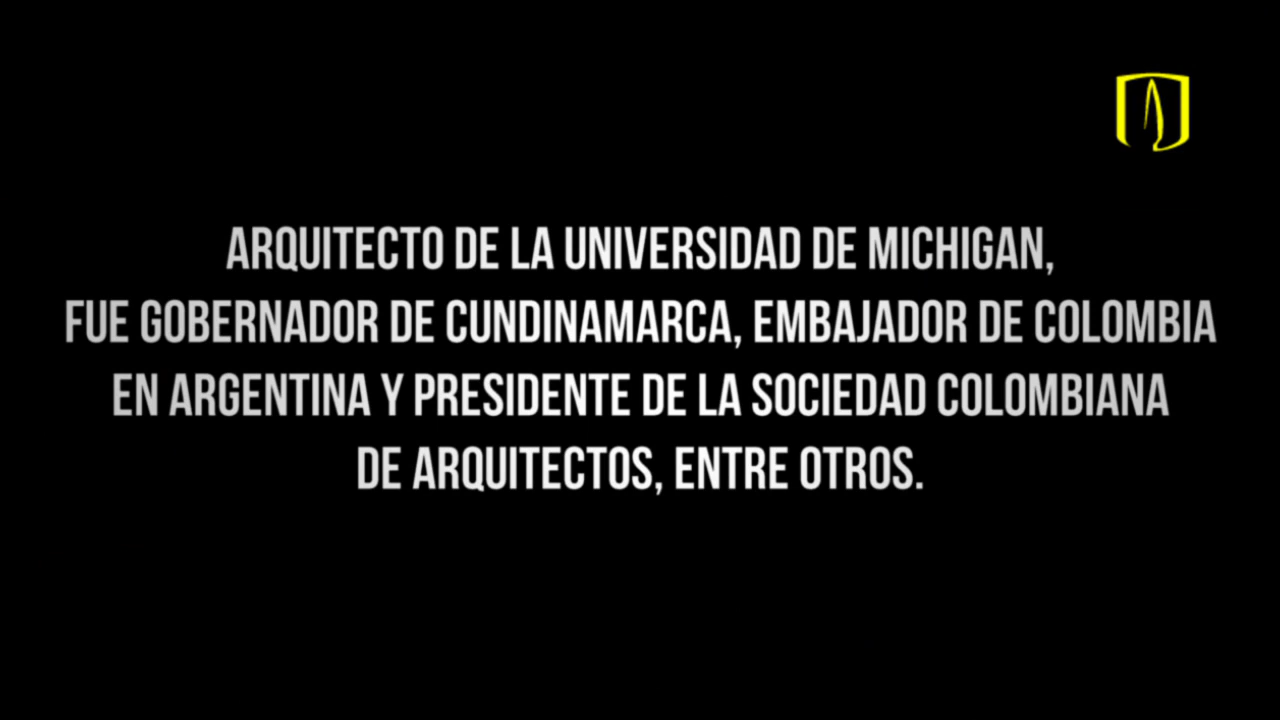 ARQUITECTO DE LA UNIVERSIDAD DE MICHIGAN,
FUE GOBERNADOR DE CUNDINAMARCA, EMBAJADOR DE COLOMBIA
EN ARGENTINA Y PRESIDENTE DE LA SOCIEDAD COLOMBIANA
DE ARQUITECTOS, ENTRE OTROS.